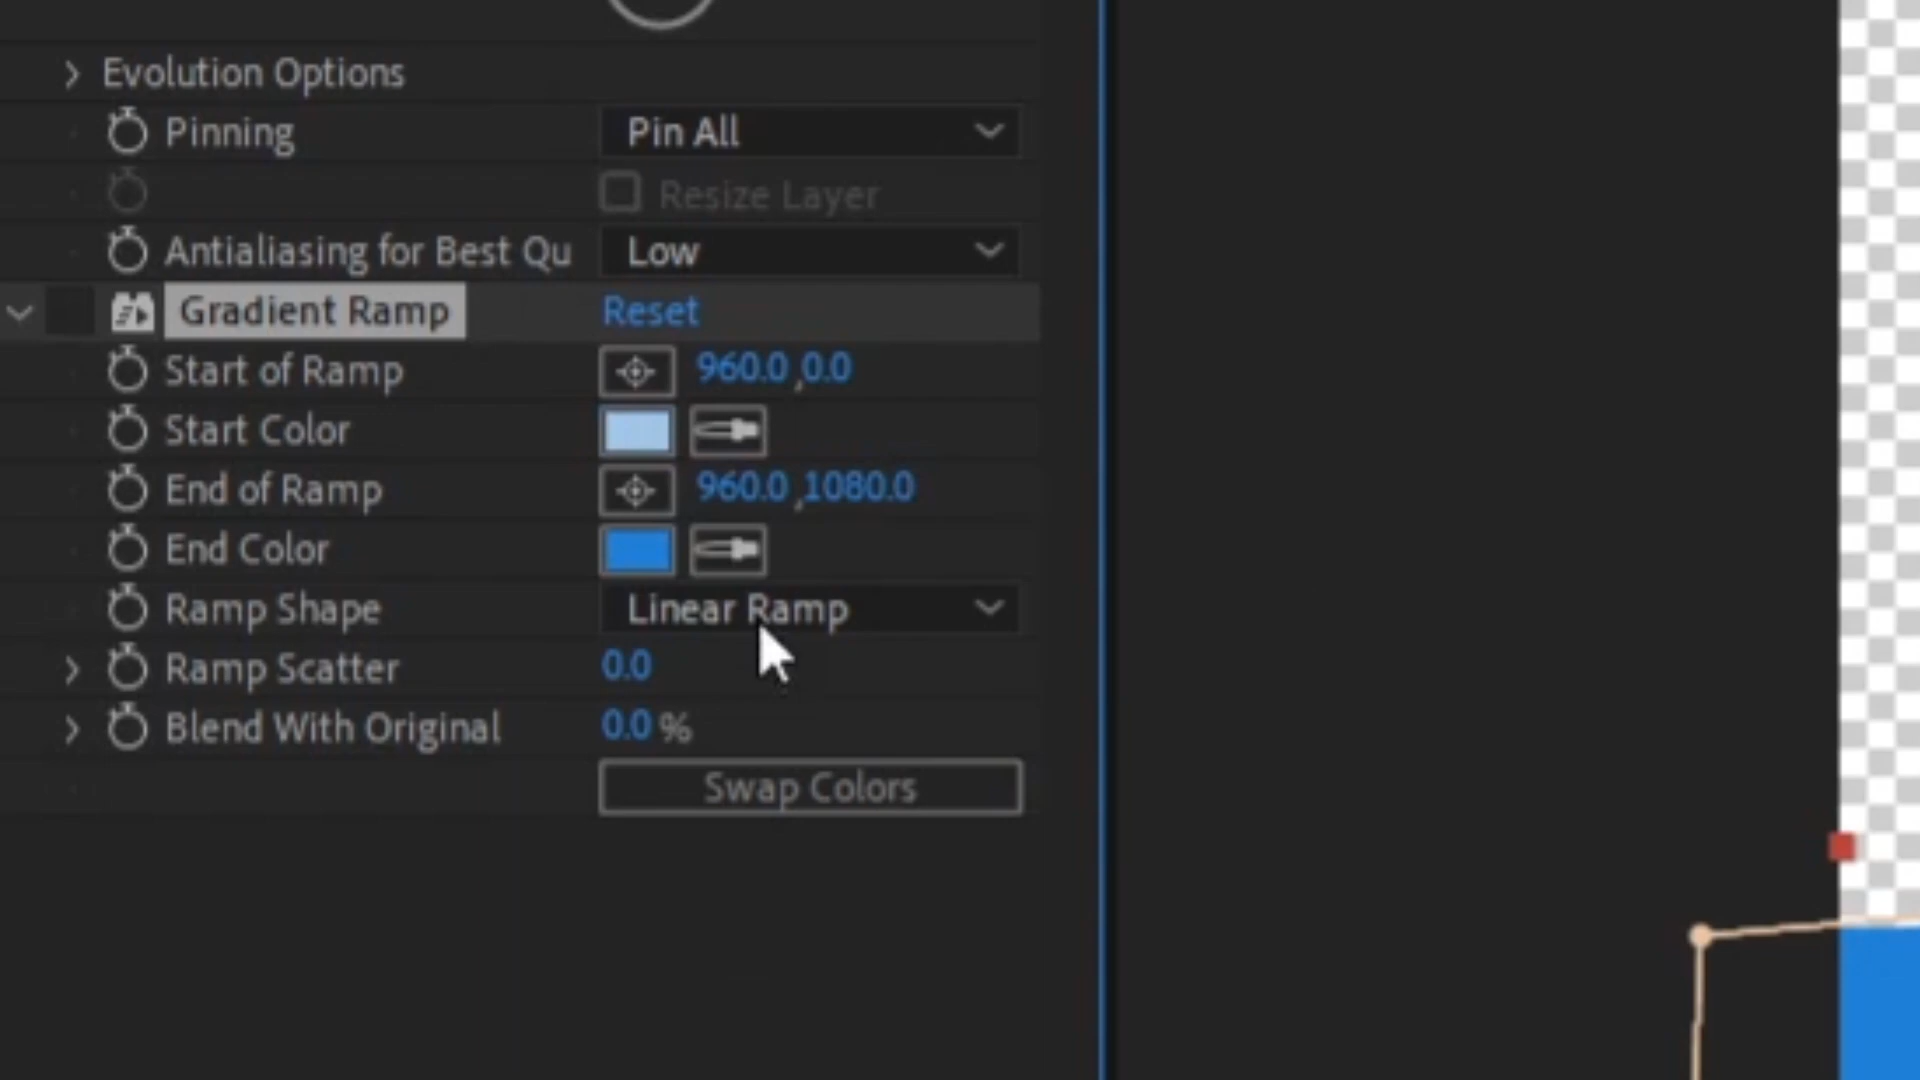 Evolution Options
Pinning Pin All
Resize Layer
Antialiasing for Best Qu Low
Gradient Ramp Reset
Start of Ramp 960.0 ,0.0
Start Color
End of Ramp 960.0 ,1080.0
End Color
Ramp Shape Linear Ramp
Ramp Scatter 0.0
Blend With Original 0.0 %
Swap Colors